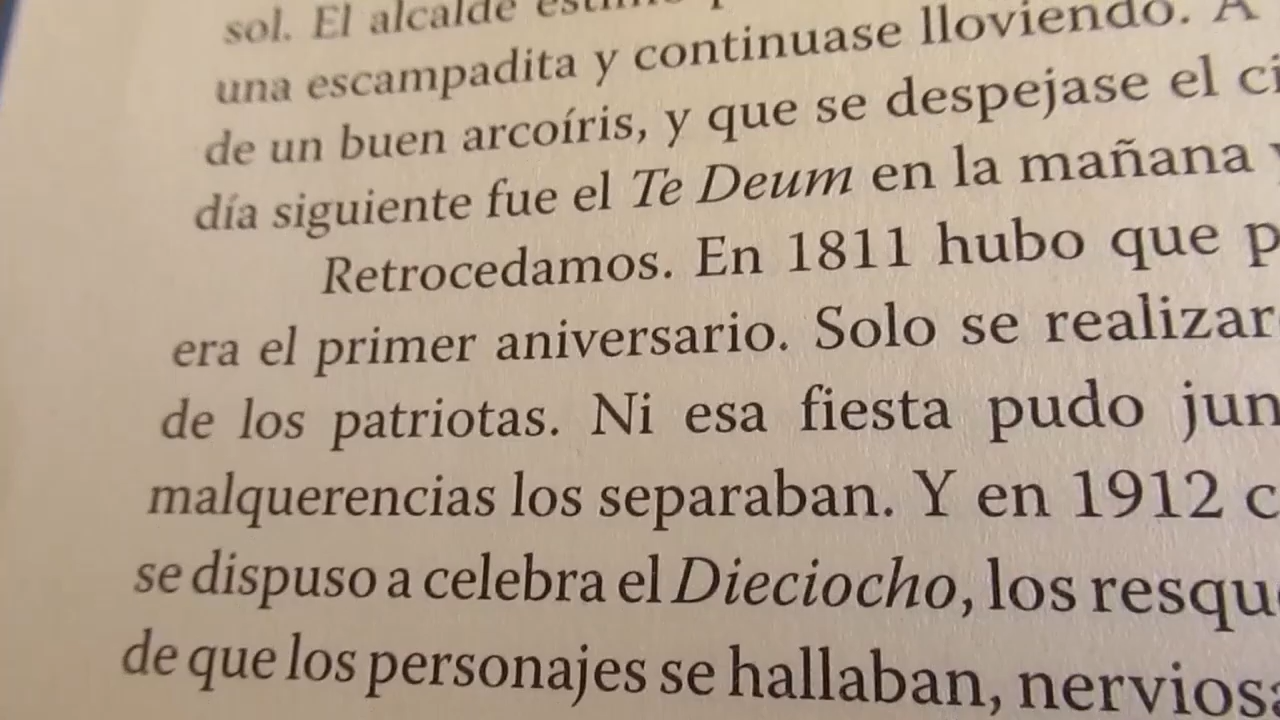 sol. El alcalde
una escampadita y continuase lloviendo. A
de un buen arcoíris, y que se despejase el
día siguiente fue el Te Deum en la mañana
Retrocedamos. En 1811 hubo que
era el primer aniversario. Solo se
de los patriotas. Ni esa fiesta pudo
malquerencias los separaban. Y en 1912
se dispuso a celebra el Dieciocho, los
de que los personajes se hallaban,